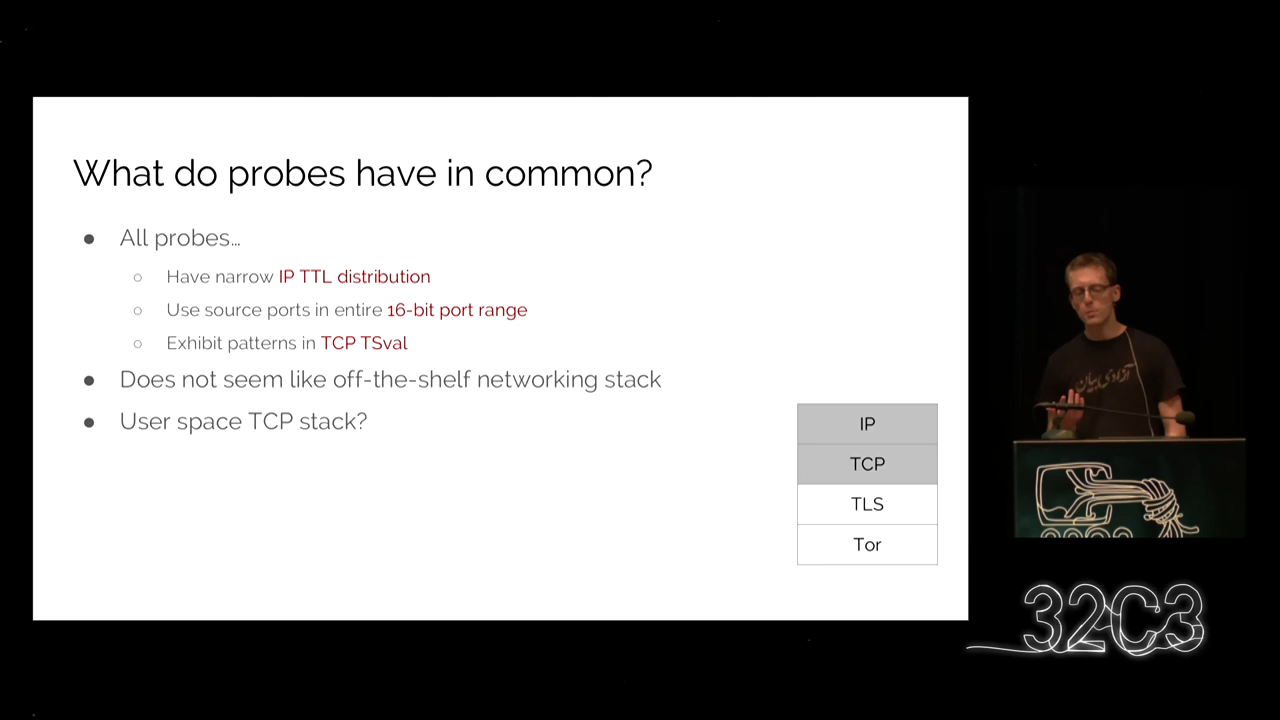 What do probes have in common?
● All probes…
○ Have narrow IP TTL distribution
○ Use source ports in entire 16-bit port range
○ Exhibit patterns in TCP TSval
● Does not seem like off-the-shelf networking stack
● User space TCP stack?
IP
TCP
TLS
Tor
آزادی بیان
32C3